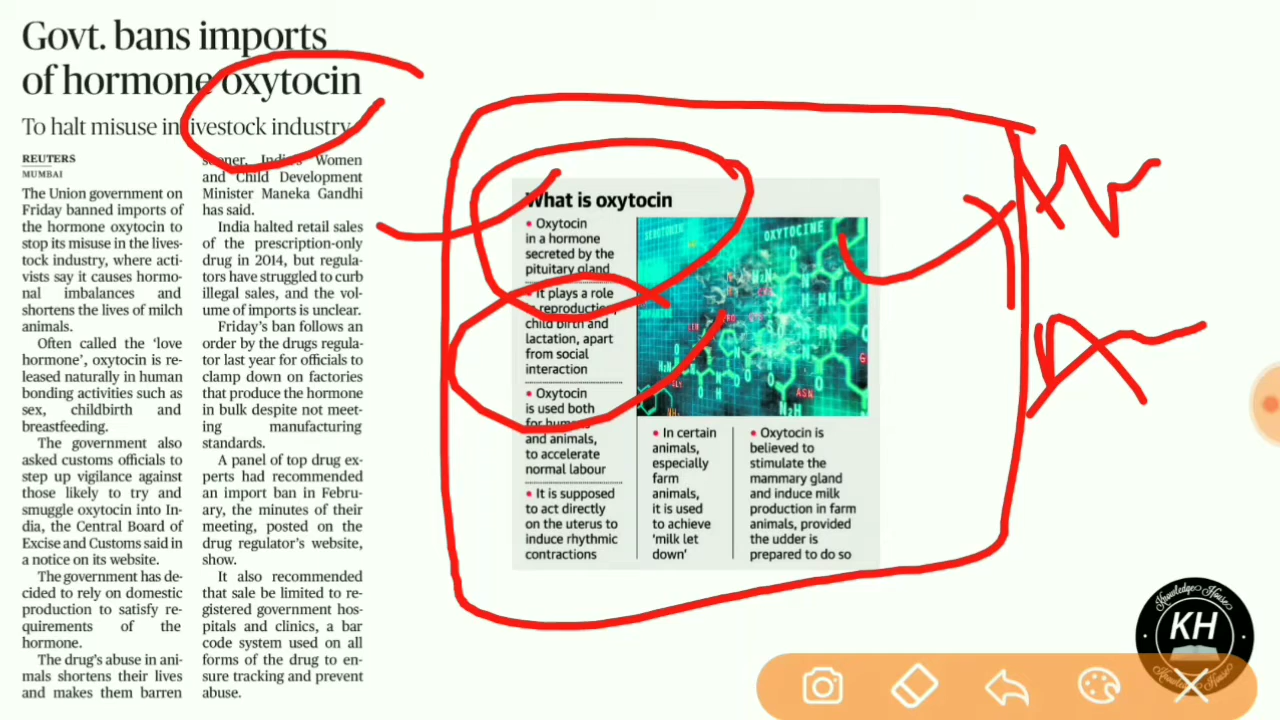 Govt. bans imports
of hormone oxytocin
To halt misuse in livestock industry
REUTERS
MUMBAI
The Union government on
Friday banned imports of
the hormone oxytocin to
stop its misuse in the lives-
tock industry, where acti-
vists say it causes hormo-
nal imbalances and
shortens the lives of milch
animals.
Often called the ‘love
hormone’, oxytocin is re-
leased naturally in human
bonding activities such as
sex, childbirth and
breastfeeding.
The government also
asked customs officials to
step up vigilance against
those likely to try and
smuggle oxytocin into In-
dia, the Central Board of
Excise and Customs said in
a notice on its website.
The government has de-
cided to rely on domestic
production to satisfy re-
quirements of the
hormone.
The drug’s abuse in ani-
mals shortens their lives
and makes them barren
sooner, India’s Women
and Child Development
Minister Maneka Gandhi
has said.
India halted retail sales
of the prescription-only
drug in 2014, but regula-
tors have struggled to curb
illegal sales, and the vol-
ume of imports is unclear.
Friday’s ban follows an
order by the drugs regula-
tor last year for officials to
clamp down on factories
that produce the hormone
in bulk despite not meet-
ing manufacturing
standards.
A panel of top drug ex-
perts had recommended
an import ban in Febru-
ary, the minutes of their
meeting, posted on the
drug regulator’s website,
show.
It also recommended
that sale be limited to re-
gistered government hos-
pitals and clinics, a bar
code system used on all
forms of the drug to en-
sure tracking and prevent
abuse.
What is oxytocin
• Oxytocin
in a hormone
secreted by the
pituitary gland
• It plays a role
in reproduction,
child birth and
lactation, apart
from social
interaction
• Oxytocin
is used both
for humans
and animals,
to accelerate
normal labour
• It is supposed
to act directly
on the uterus to
induce rhythmic
contractions
SEROTONIN
OXYTOCINE
• In certain
animals,
especially
farm
animals,
it is used
to achieve
‘milk let
down’
• Oxytocin is
believed to
stimulate the
mammary gland
and induce milk
production in farm
animals, provided
the udder is
prepared to do so
Knowledge House
KH